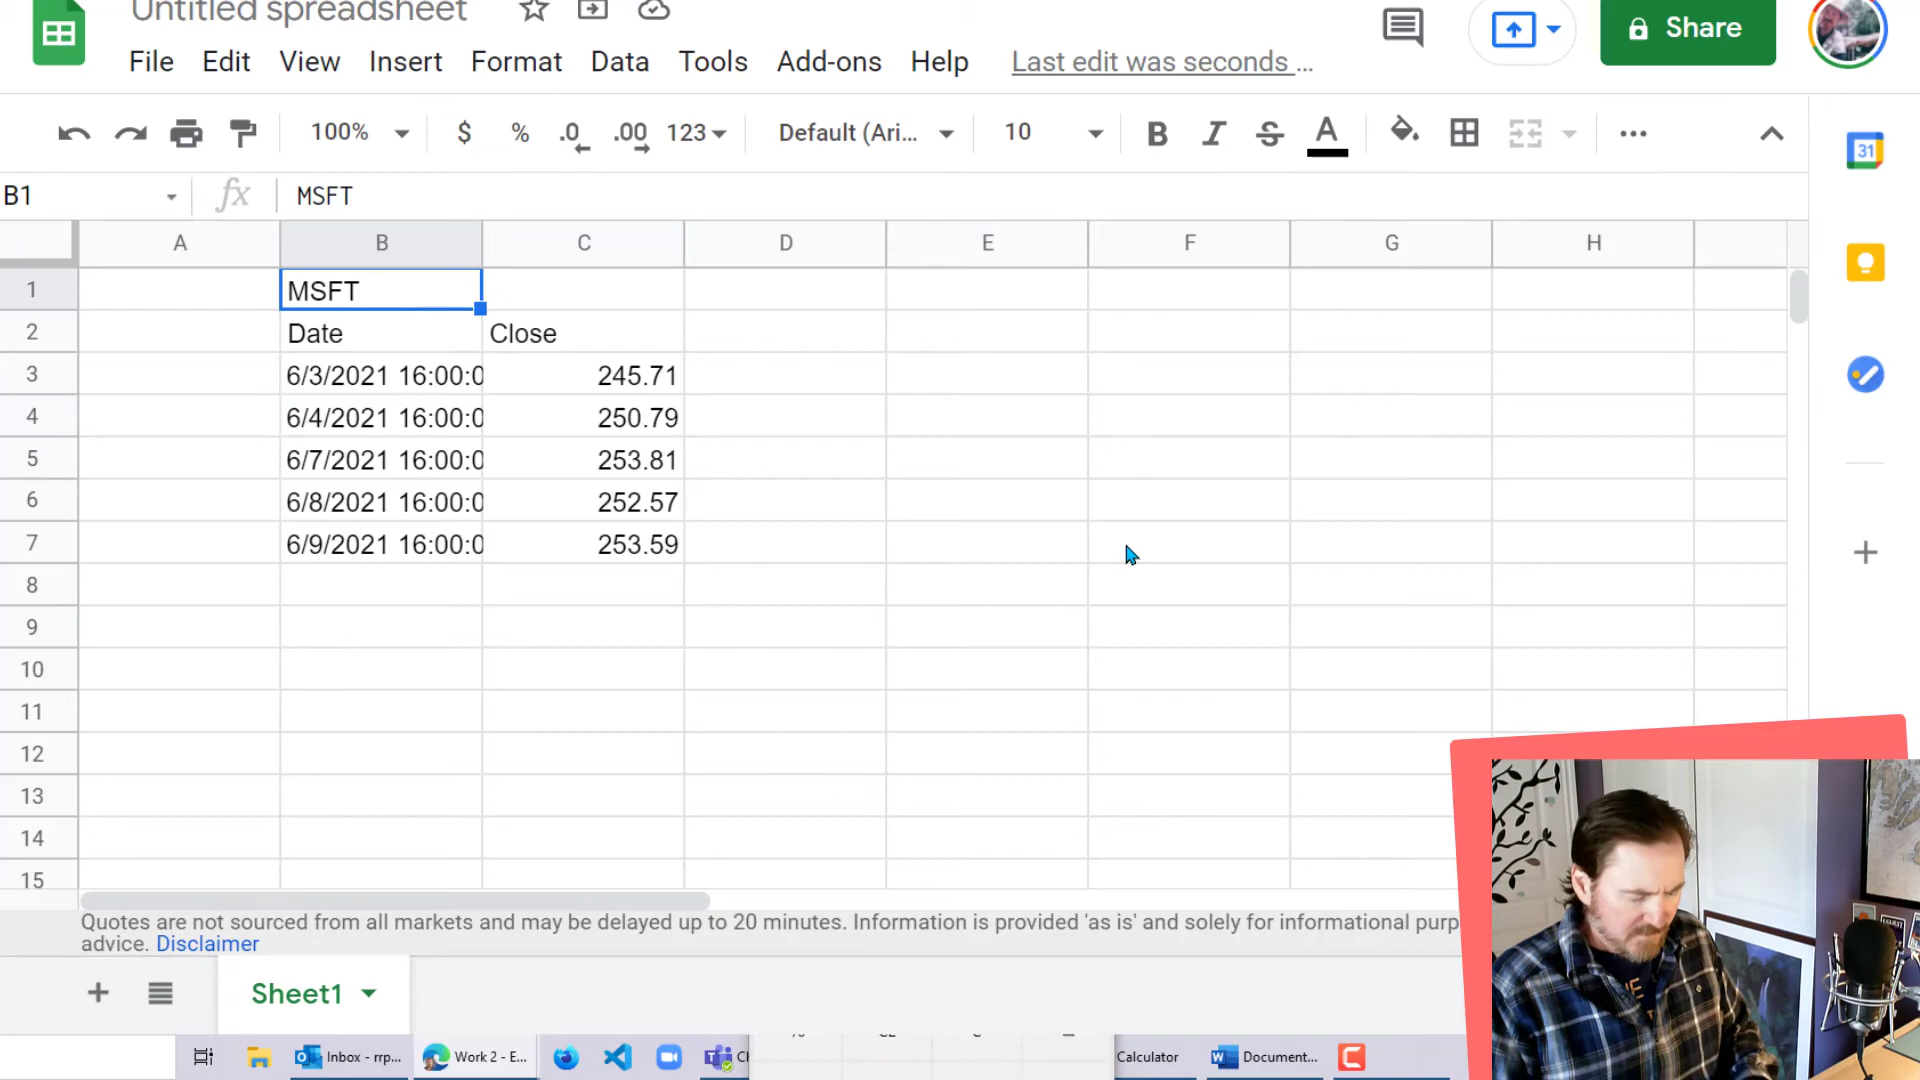 Untitled spreadsheet
File Edit View Insert Format Data Tools Add-ons Help Last edit was seconds ...
Share
100% $ % .0 .00 123 Default (Ari... 10 B I S A ...
31
B1 fx MSFT
A B C D E F G H
1 MSFT
2 Date Close
3 6/3/2021 16:00:0 245.71
4 6/4/2021 16:00:0 250.79
5 6/7/2021 16:00:0 253.81
6 6/8/2021 16:00:0 252.57
7 6/9/2021 16:00:0 253.59
8
9
10
11
12
13
14
15
Quotes are not sourced from all markets and may be delayed up to 20 minutes. Information is provided 'as is' and solely for informational purp
advice. Disclaimer
Sheet1
Inbox - rrp... Work 2 - E... Calculator Document...